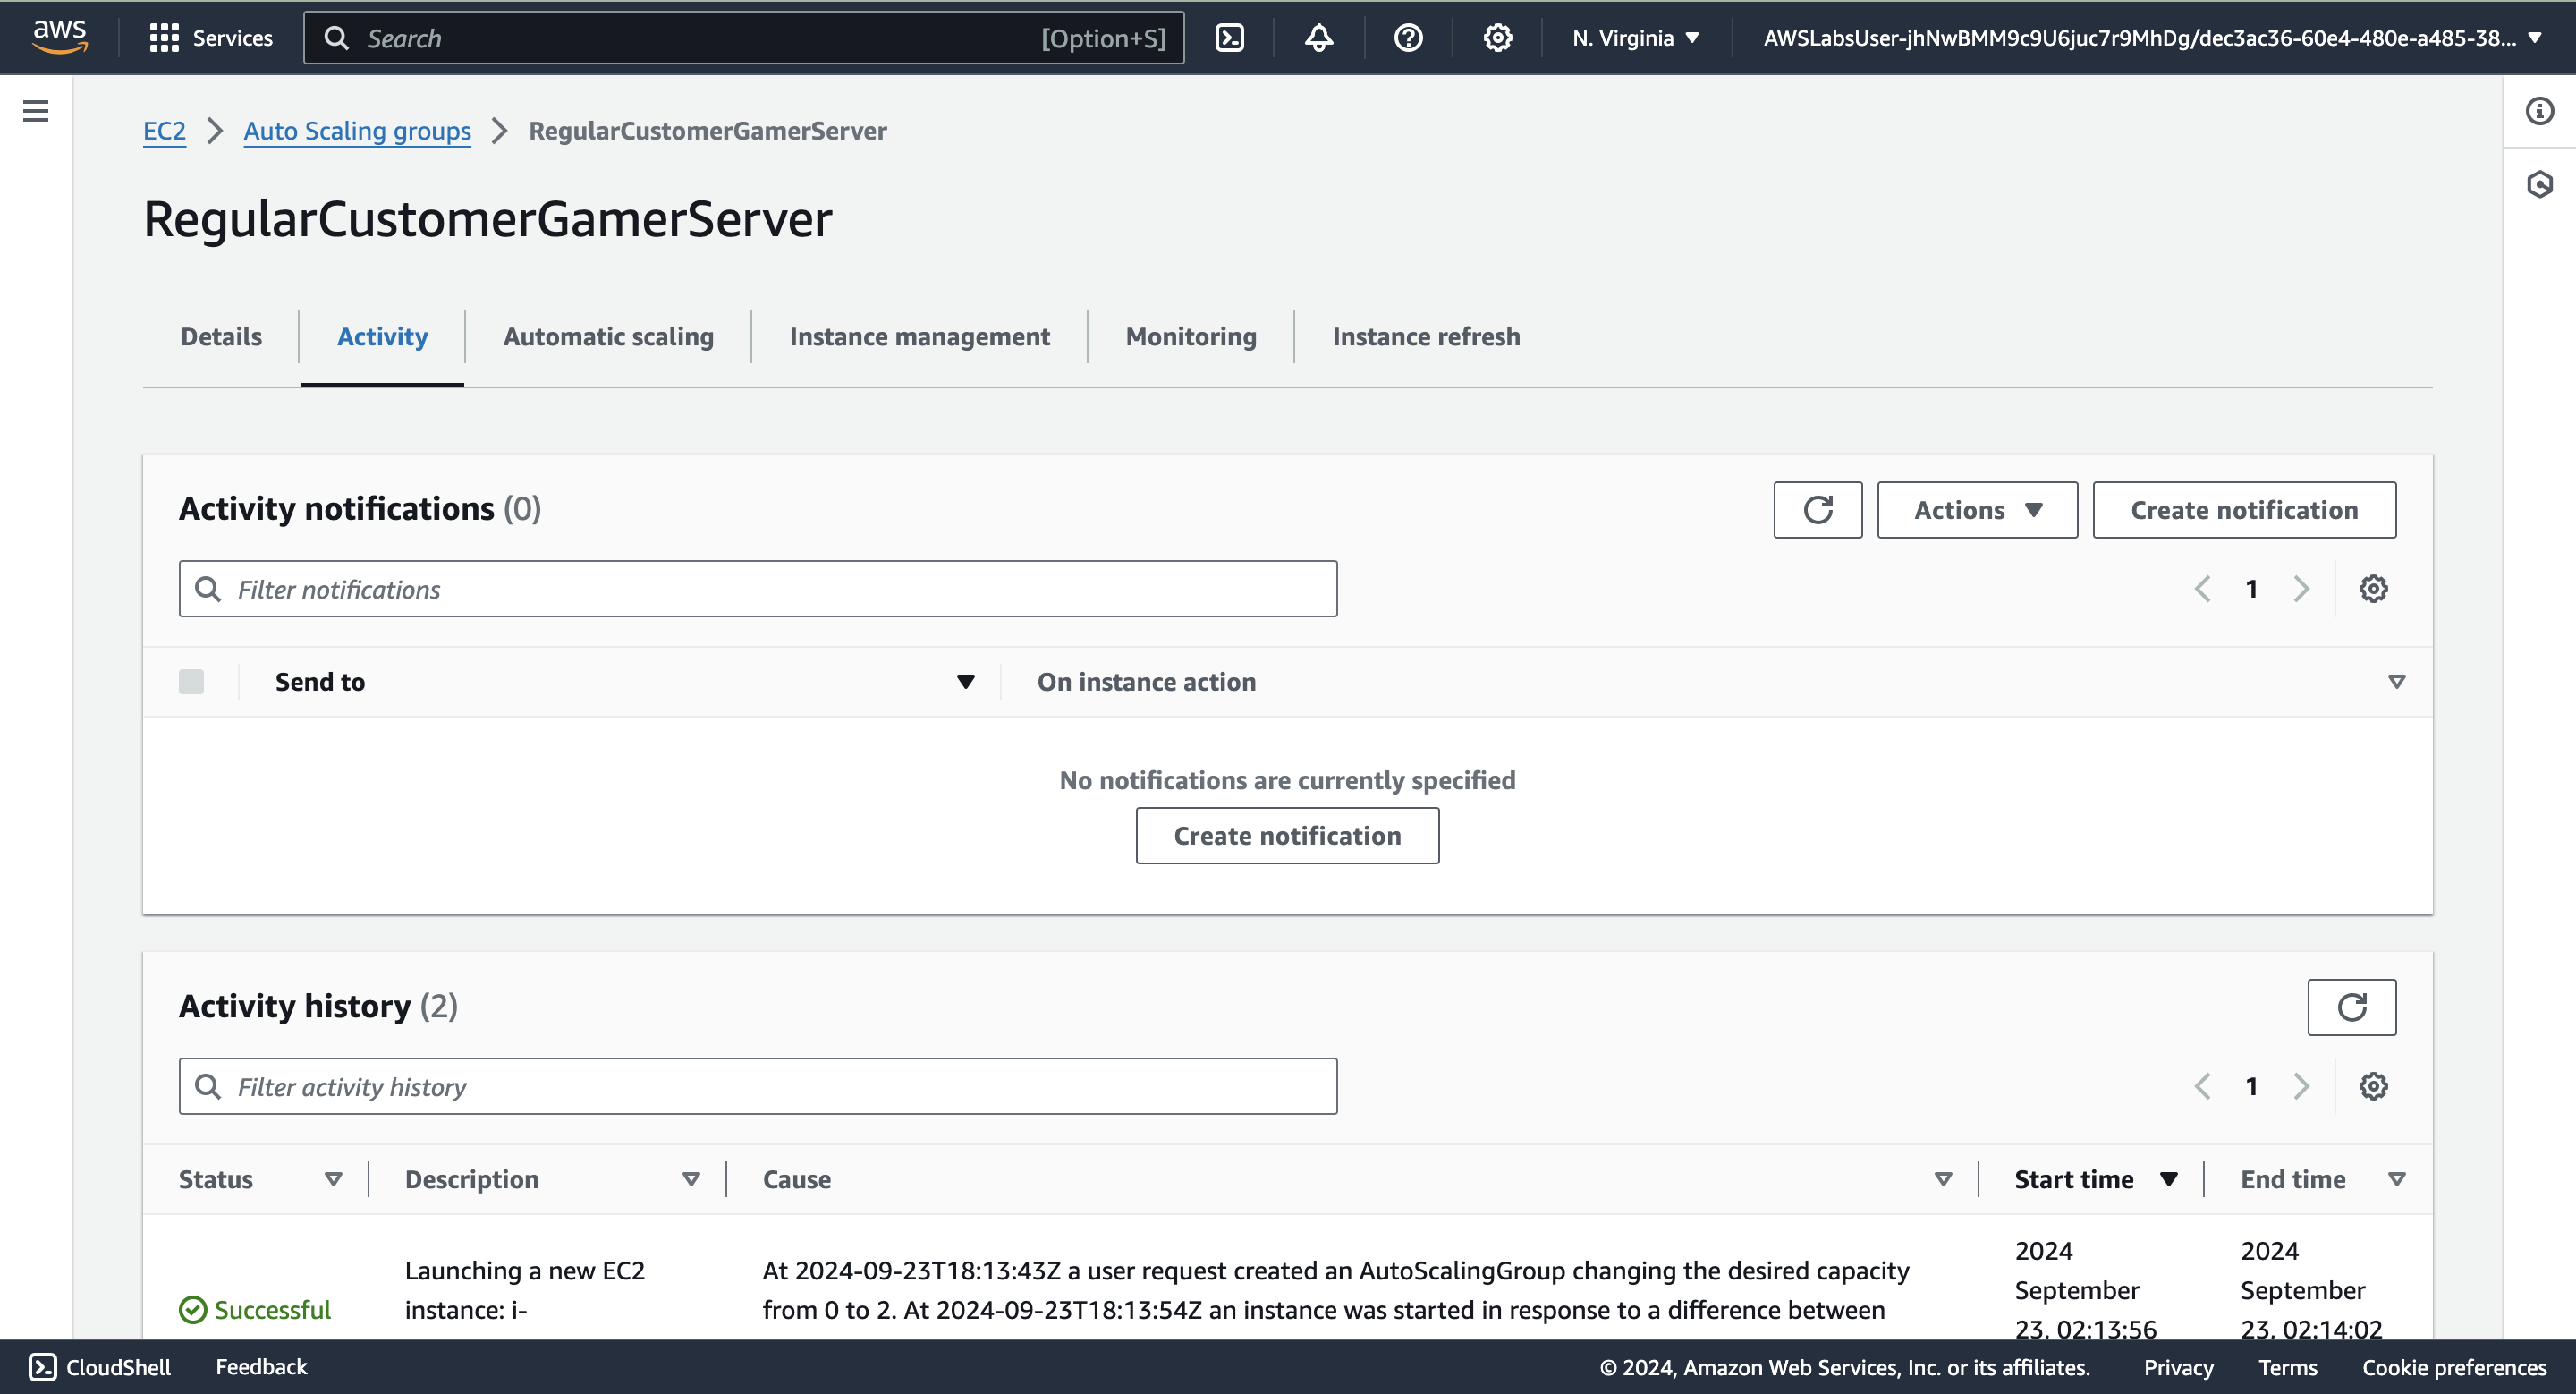 aws
Services
Search
[Option+S]
N. Virginia
AWSLabsUser-jhNwBMM9c9U6juc7r9MhDg/dec3ac36-60e4-480e-a485-38...
EC2
Auto Scaling groups
RegularCustomerGamerServer
RegularCustomerGamerServer
Details
Activity
Automatic scaling
Instance management
Monitoring
Instance refresh
Activity notifications (0)
Actions
Create notification
Filter notifications
1
Send to
On instance action
No notifications are currently specified
Create notification
Activity history (2)
Filter activity history
1
Status
Description
Cause
Start time
End time
Successful
Launching a new EC2
instance: i-
At 2024-09-23T18:13:43Z a user request created an AutoScalingGroup changing the desired capacity
from 0 to 2. At 2024-09-23T18:13:54Z an instance was started in response to a difference between
2024
September
23, 02:13:56
2024
September
23, 02:14:02
CloudShell
Feedback
© 2024, Amazon Web Services, Inc. or its affiliates.
Privacy
Terms
Cookie preferences